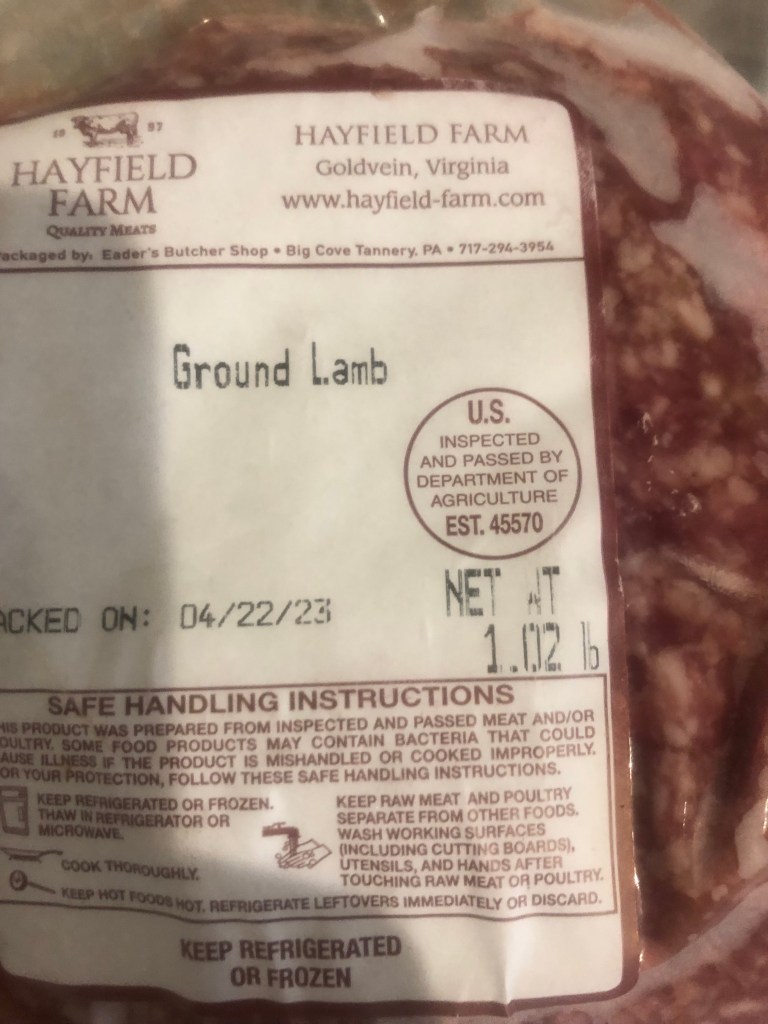 18 97
HAYFIELD
FARM
QUALITY MEATS
HAYFIELD FARM
Goldvein, Virginia
www.hayfield-farm.com
ackaged by: Eader's Butcher Shop • Big Cove Tannery, PA • 717-294-3954
Ground Lamb
U.S.
INSPECTED
AND PASSED BY
DEPARTMENT OF
AGRICULTURE
EST. 45570
ACKED ON: 04/22/23
NET WT
1.02 lb
SAFE HANDLING INSTRUCTIONS
HIS PRODUCT WAS PREPARED FROM INSPECTED AND PASSED MEAT AND/OR
OULTRY. SOME FOOD PRODUCTS MAY CONTAIN BACTERIA THAT COULD
AUSE ILLNESS IF THE PRODUCT IS MISHANDLED OR COOKED IMPROPERLY.
OR YOUR PROTECTION, FOLLOW THESE SAFE HANDLING INSTRUCTIONS.
KEEP REFRIGERATED OR FROZEN.
THAW IN REFRIGERATOR OR
MICROWAVE.
KEEP RAW MEAT AND POULTRY
SEPARATE FROM OTHER FOODS.
WASH WORKING SURFACES
(INCLUDING CUTTING BOARDS),
UTENSILS, AND HANDS AFTER
TOUCHING RAW MEAT OR POULTRY.
COOK THOROUGHLY.
KEEP HOT FOODS HOT. REFRIGERATE LEFTOVERS IMMEDIATELY OR DISCARD.
KEEP REFRIGERATED
OR FROZEN